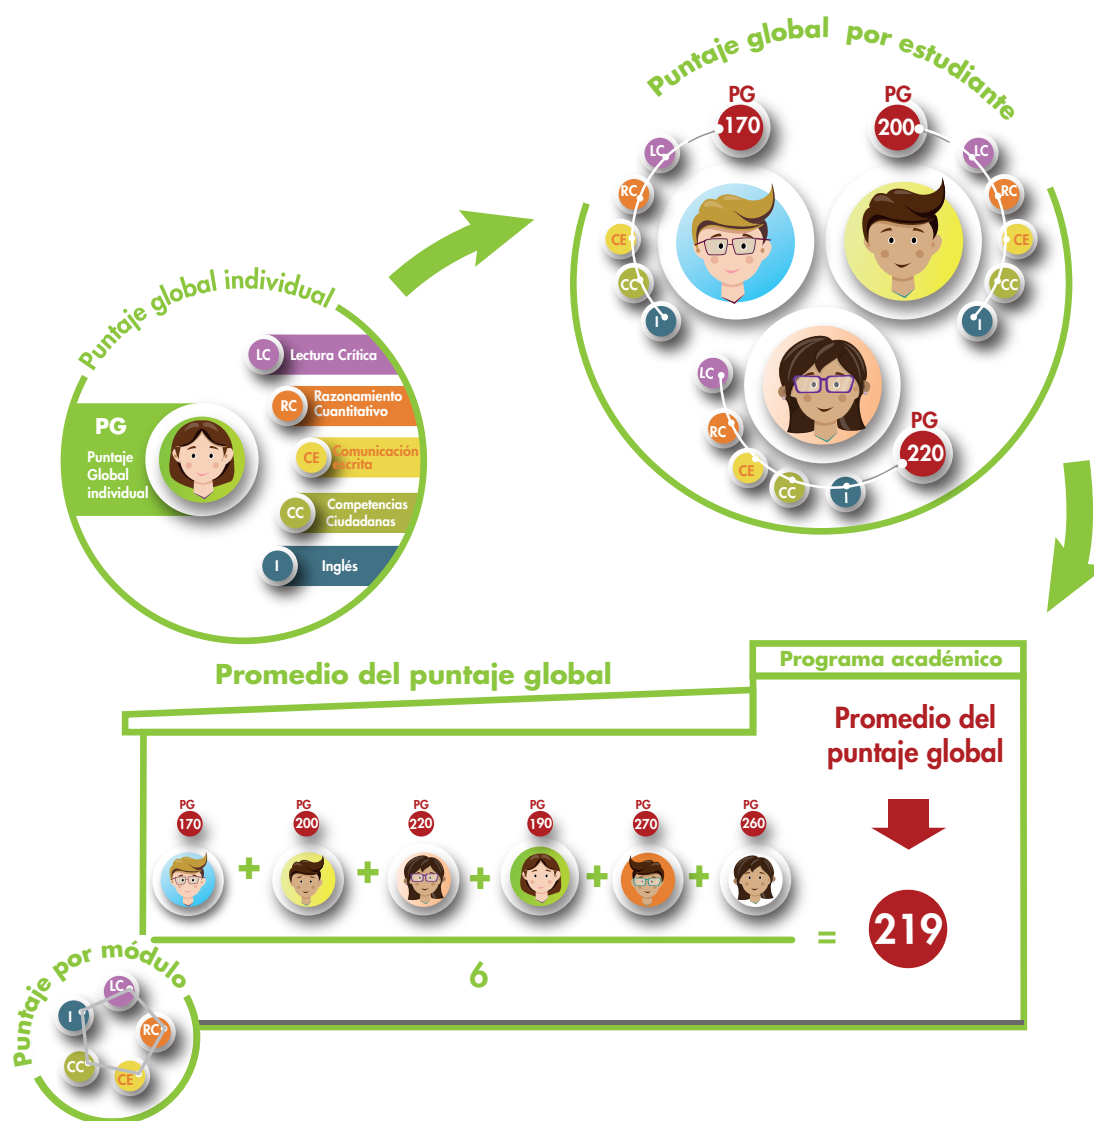 Puntaje global por estudiante
PG
170
LC
RC
CE
CC
I
PG
200
LC
RC
CE
CC
I
LC
RC
CE
CC
I
PG
220
Puntaje global individual
PG
Puntaje
Global
individual
LC
Lectura Crítica
RC
Razonamiento
Cuantitativo
CE
Comunicación
escrita
CC
Competencias
Ciudadanas
I
Inglés
Promedio del puntaje global
Programa académico
Promedio del
puntaje global
PG
170
PG
200
PG
220
PG
190
PG
270
PG
260
+ + + + +
=
219
6
Puntaje por módulo
LC
I
RC
CC
CE